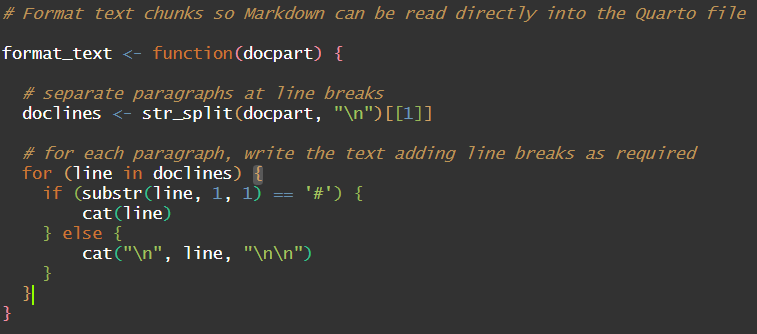 # Format text chunks so Markdown can be read directly into the Quarto file
format_text <- function(docpart) {
  # separate paragraphs at line breaks
  doclines <- str_split(docpart, "\n")[[1]]
  # for each paragraph, write the text adding line breaks as required
  for (line in doclines) {
    if (substr(line, 1, 1) == '#') {
        cat(line)
    } else {
        cat("\n", line, "\n\n")
    }
  }
}